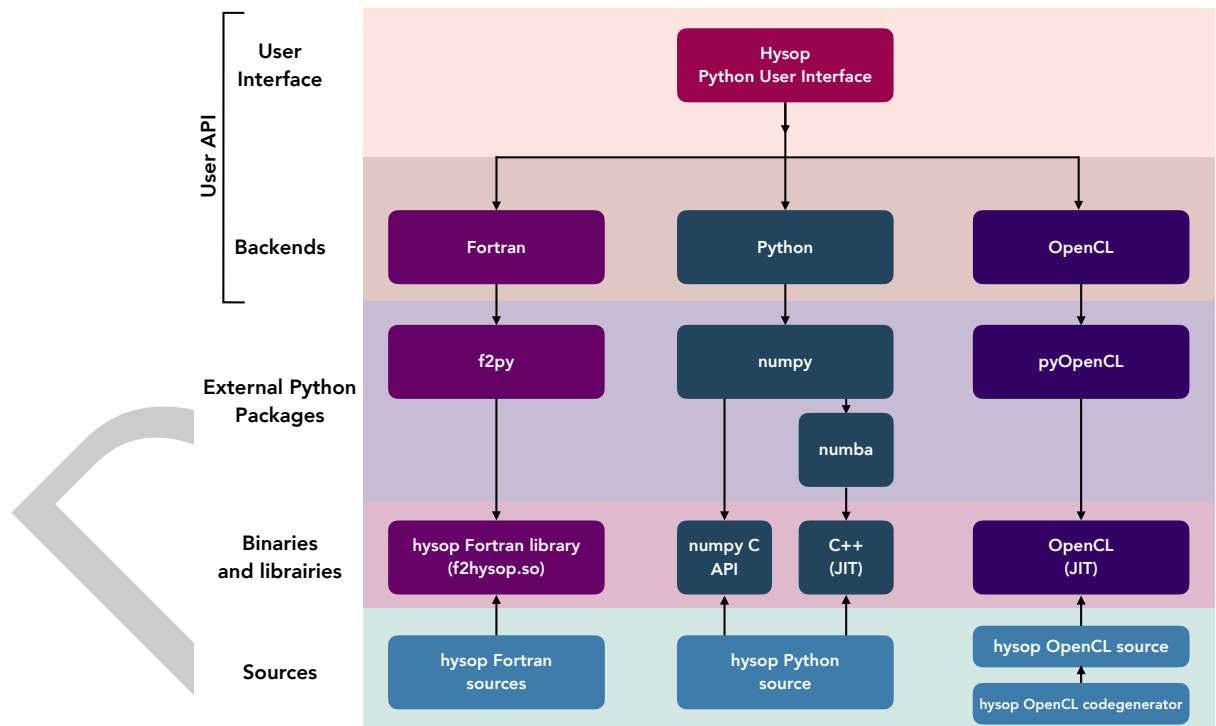 User
Interface
Hysop
Python User Interface
User API
Backends
Fortran
Python
OpenCL
External Python
Packages
f2py
numpy
pyOpenCL
numba
Binaries
and librairies
hysop Fortran library
(f2hysop.so)
numpy C
API
C++
(JIT)
OpenCL
(JIT)
Sources
hysop Fortran
sources
hysop Python
source
hysop OpenCL source
hysop OpenCL codegenerator